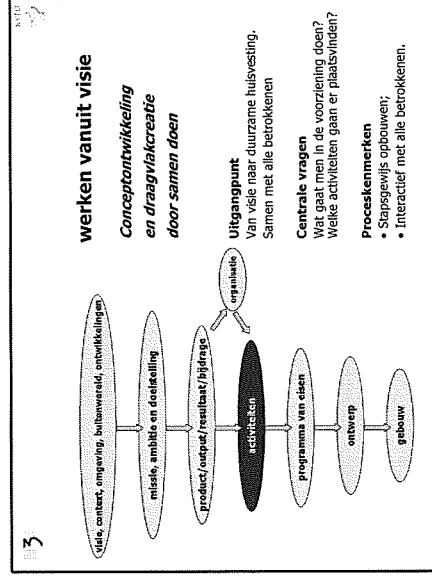 3
werken vanuit visie
Conceptontwikkeling
en draagvlakcreatie
door samen doen
Uitgangpunt
Van visie naar duurzame huisvesting.
Samen met alle betrokkenen
Centrale vragen
Wat gaat men in de voorziening doen?
Welke activiteiten gaan er plaatsvinden?
Proceskenmerken
• Stapsgewijs opbouwen;
• Interactief met alle betrokkenen.
visie, context, omgeving, buitenwereld, ontwikkelingen
missie, ambitie en doelstelling
product/output/resultaat/bijdrage
organisatie
activiteiten
programma van eisen
ontwerp
gebouw